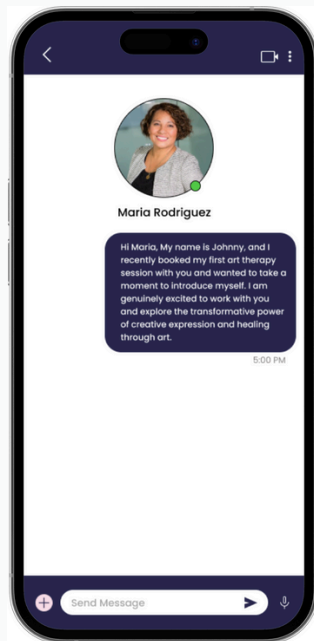 Maria Rodriguez
Hi Maria, My name is Johnny, and I
recently booked my first art therapy
session with you and wanted to take a
moment to introduce myself. I am
genuinely excited to work with you
and explore the transformative power
of creative expression and healing
through art.
5:00 PM
Send Message